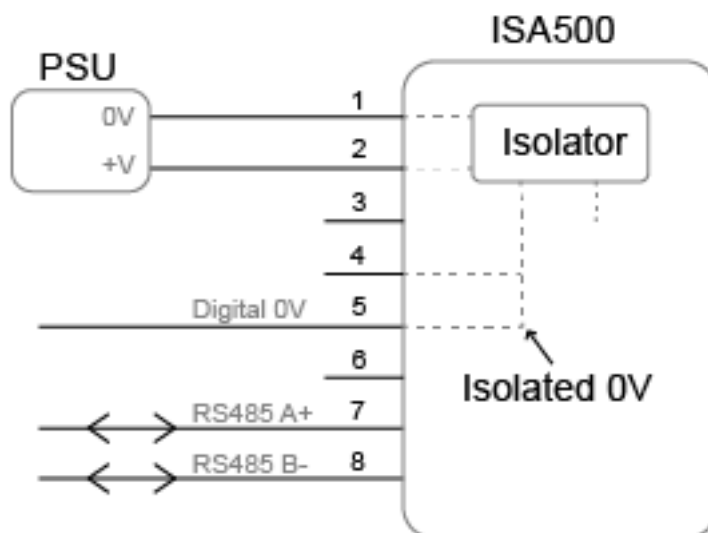 ISA500
PSU
0V
+V
1
2
3
4
Digital 0V 5
6
RS485 A+ 7
RS485 B- 8
Isolator
Isolated 0V